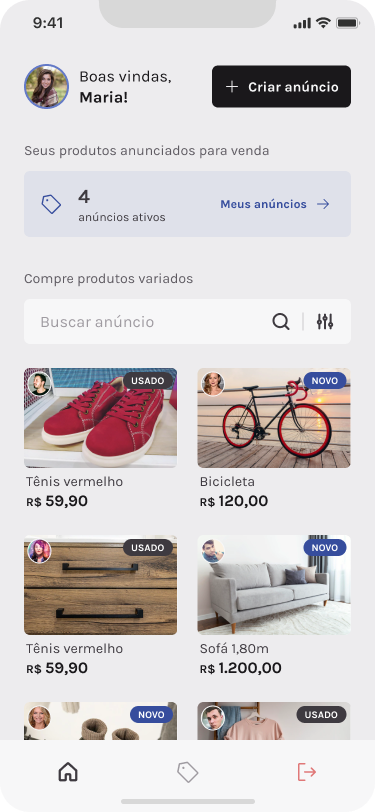 9:41
Boas vindas,
Maria!
+ Criar anúncio
Seus produtos anunciados para venda
4
anúncios ativos
Meus anúncios →
Compre produtos variados
Buscar anúncio
USADO
NOVO
Tênis vermelho
R$ 59,90
Bicicleta
R$ 120,00
USADO
NOVO
Tênis vermelho
R$ 59,90
Sofá 1,80m
R$ 1.200,00
NOVO
USADO